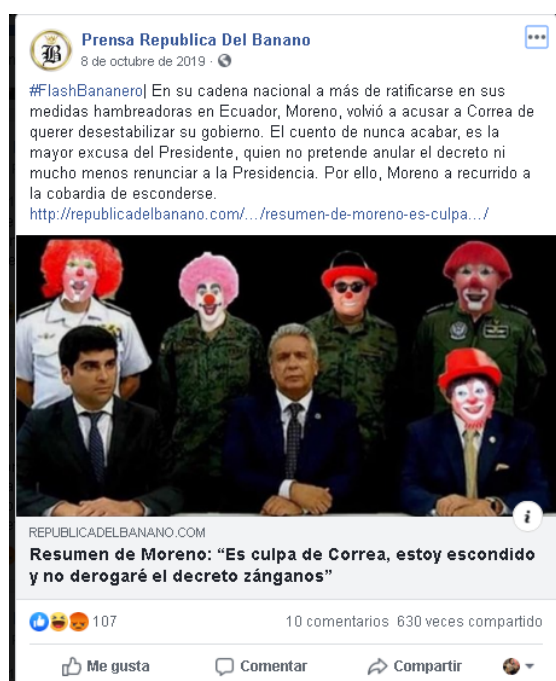 Prensa Republica Del Banano
8 de octubre de 2019 ·
#FlashBananero| En su cadena nacional a más de ratificarse en sus
medidas hambreadoras en Ecuador, Moreno, volvió a acusar a Correa de
querer desestabilizar su gobierno. El cuento de nunca acabar, es la
mayor excusa del Presidente, quien no pretende anular el decreto ni
mucho menos renunciar a la Presidencia. Por ello, Moreno a recurrido a
la cobardia de esconderse.
http://republicadelbanano.com/.../resumen-de-moreno-es-culpa.../
i
REPUBLICADELBANANO.COM
Resumen de Moreno: “Es culpa de Correa, estoy escondido
y no derogaré el decreto zánganos”
107
10 comentarios 630 veces compartido
Me gusta
Comentar
Compartir